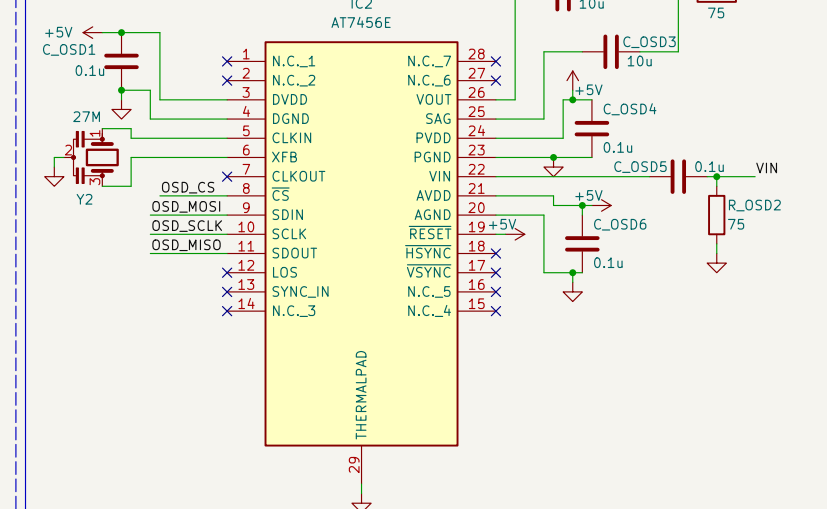 IC2
AT7456E
10u
75
+5V
C_OSD1
0.1u
27M
1
2
3
Y2
OSD_CS
OSD_MOSI
OSD_SCLK
OSD_MISO
1 N.C._1
2 N.C._2
3 DVDD
4 DGND
5 CLKIN
6 XFB
7 CLKOUT
8 CS
9 SDIN
10 SCLK
11 SDOUT
12 LOS
13 SYNC_IN
14 N.C._3
N.C._7 28
N.C._6 27
VOUT 26
SAG 25
PVDD 24
PGND 23
VIN 22
AVDD 21
AGND 20
RESET 19
HSYNC 18
VSYNC 17
N.C._5 16
N.C._4 15
THERMALPAD
29
C_OSD3
10u
+5V
C_OSD4
0.1u
C_OSD5
0.1u
VIN
+5V
C_OSD6
0.1u
+5V
R_OSD2
75